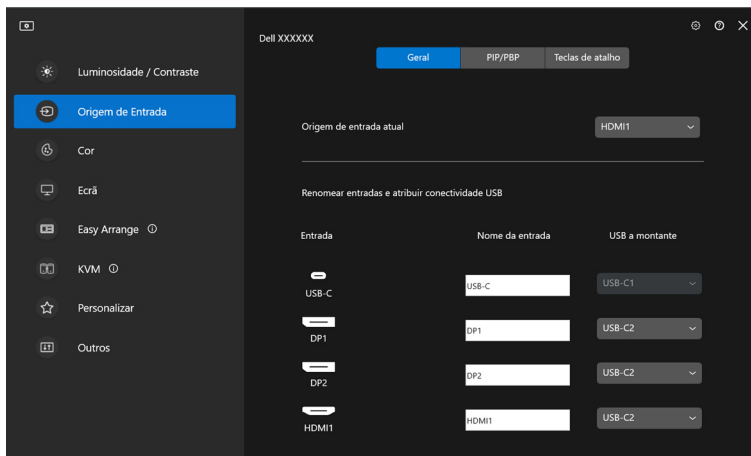 Dell XXXXXX
Geral
PIP/PBP
Teclas de atalho
Luminosidade / Contraste
Origem de Entrada
Cor
Ecrã
Easy Arrange
KVM
Personalizar
Outros
Origem de entrada atual
HDMI1
Renomear entradas e atribuir conectividade USB
Entrada
Nome da entrada
USB a montante
USB-C
USB-C
USB-C1
DP1
DP1
USB-C2
DP2
DP2
USB-C2
HDMI1
HDMI1
USB-C2